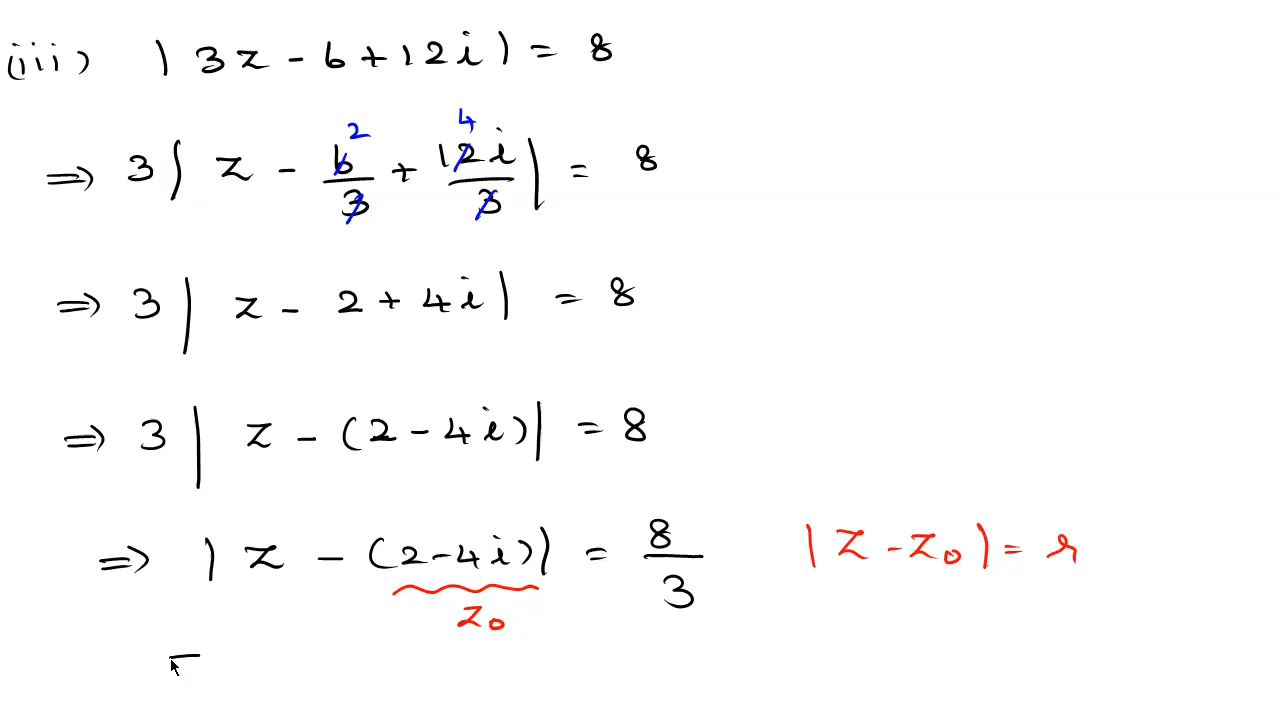 (iii) |3z - 6 + 12i| = 8
⇒ 3| z - 6/3 + 12i/3 | = 8
2 4
⇒ 3| z - 2 + 4i| = 8
⇒ 3| z - (2 - 4i)| = 8
⇒ |z - (2 - 4i)| = 8/3 |z - z₀| = r
z₀